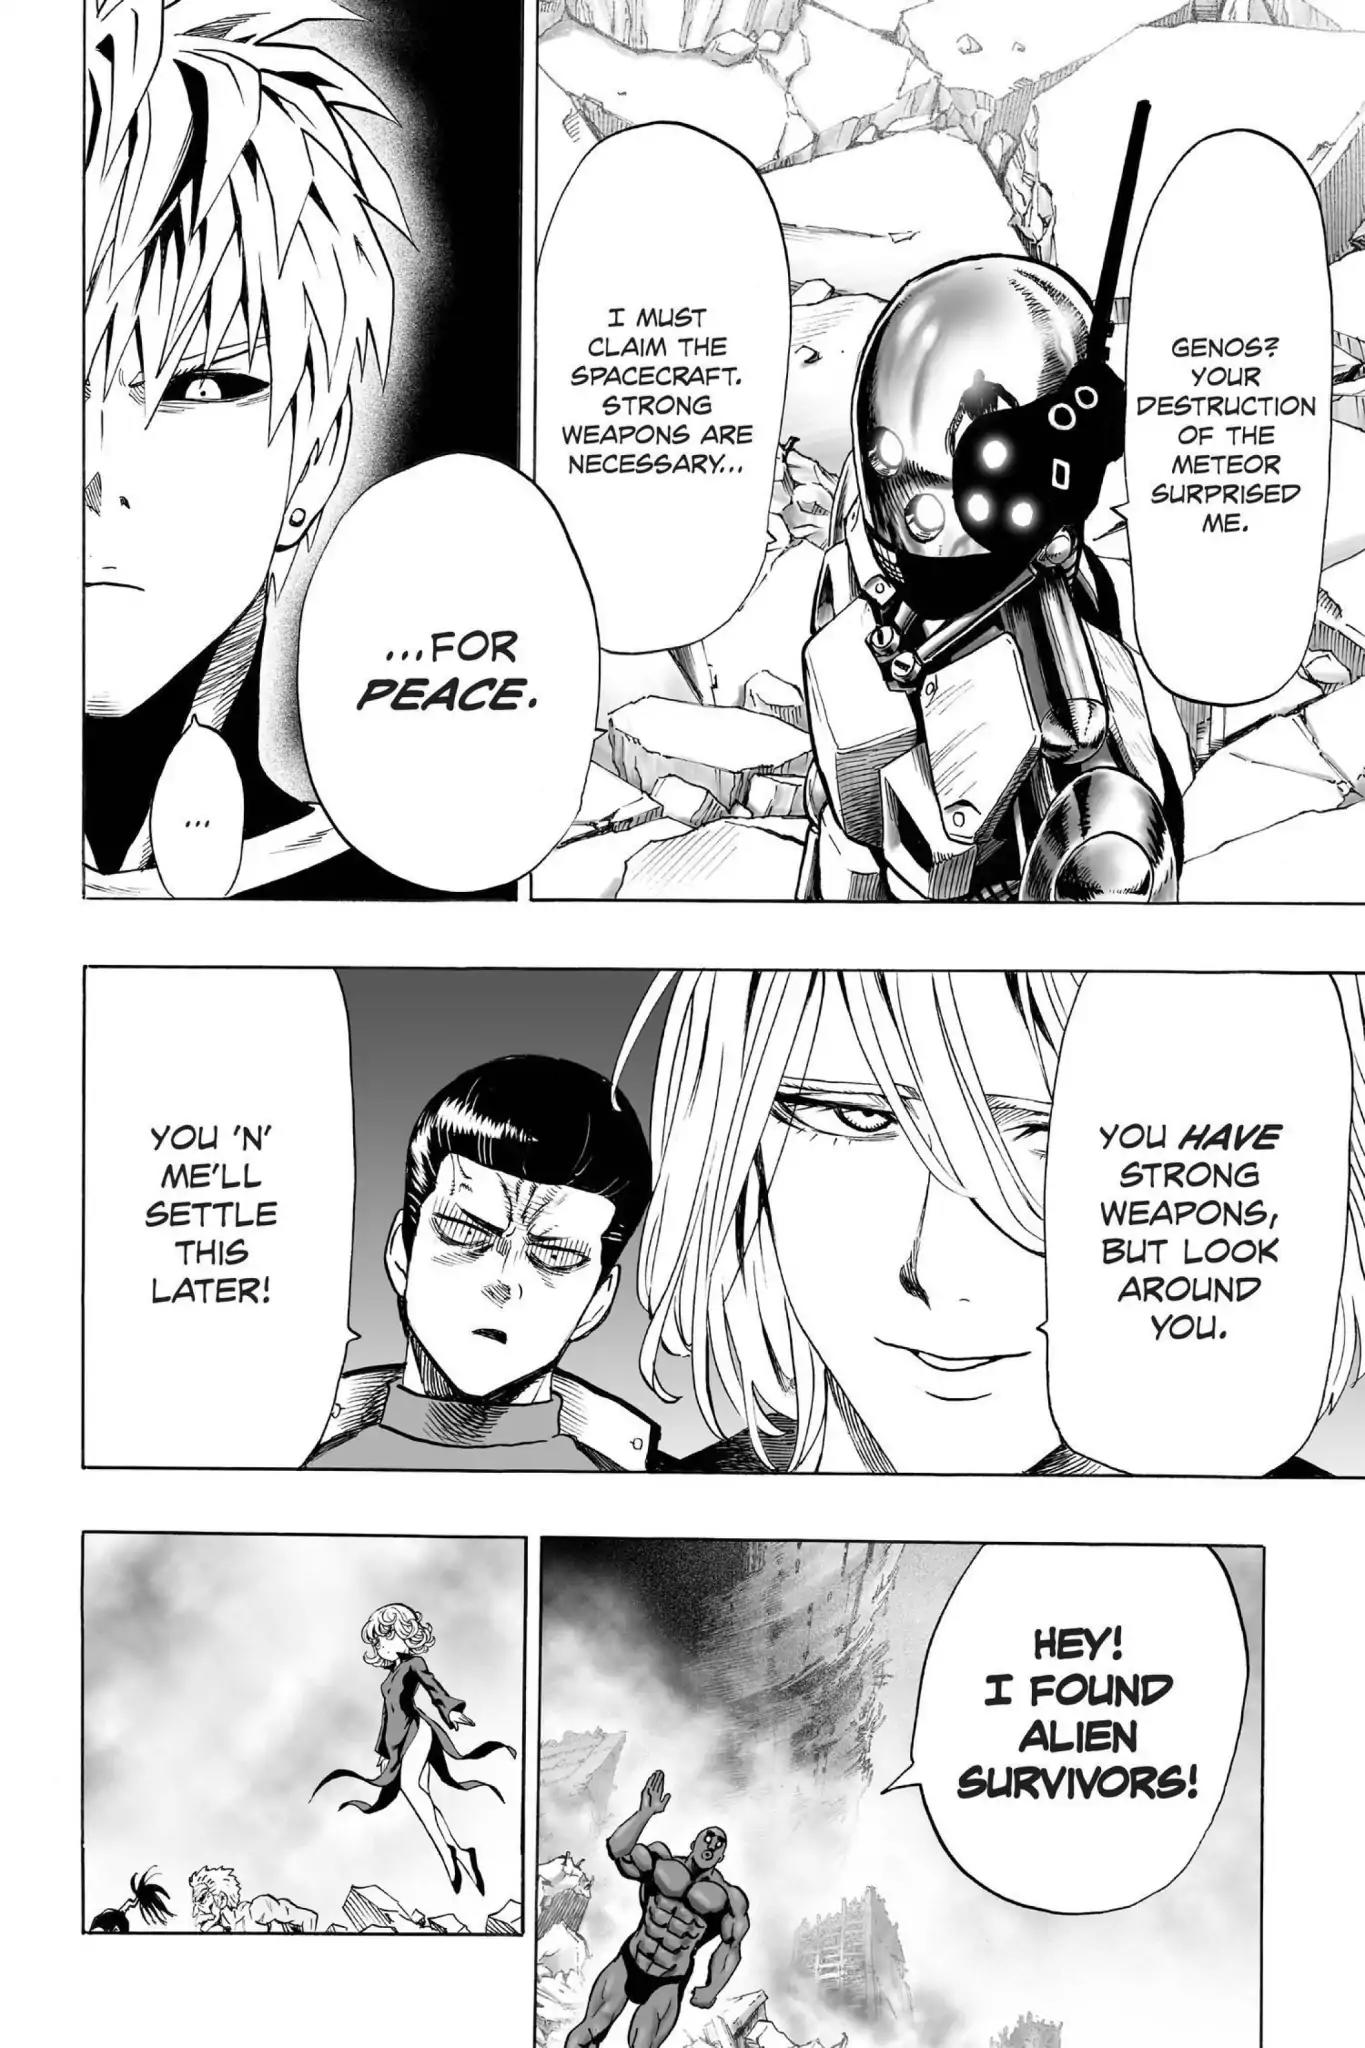 GENOS?
YOUR
DESTRUCTION
OF THE
METEOR
SURPRISED
ME.
I MUST
CLAIM THE
SPACECRAFT.
STRONG
WEAPONS ARE
NECESSARY...
...FOR
PEACE.
...
YOU HAVE
STRONG
WEAPONS,
BUT LOOK
AROUND
YOU.
YOU 'N'
ME'LL
SETTLE
THIS
LATER!
HEY!
I FOUND
ALIEN
SURVIVORS!